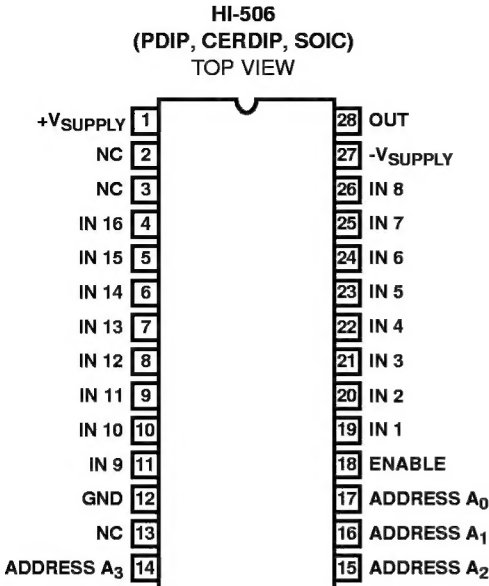 HI-506
(PDIP, CERDIP, SOIC)
TOP VIEW
+VSUPPLY 1 28 OUT
NC 2 27 -VSUPPLY
NC 3 26 IN 8
IN 16 4 25 IN 7
IN 15 5 24 IN 6
IN 14 6 23 IN 5
IN 13 7 22 IN 4
IN 12 8 21 IN 3
IN 11 9 20 IN 2
IN 10 10 19 IN 1
IN 9 11 18 ENABLE
GND 12 17 ADDRESS A0
NC 13 16 ADDRESS A1
ADDRESS A3 14 15 ADDRESS A2